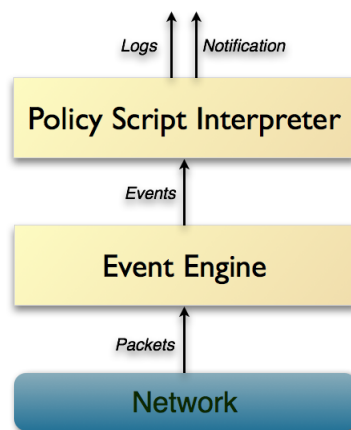 Logs Notification
Policy Script Interpreter
Events
Event Engine
Packets
Network